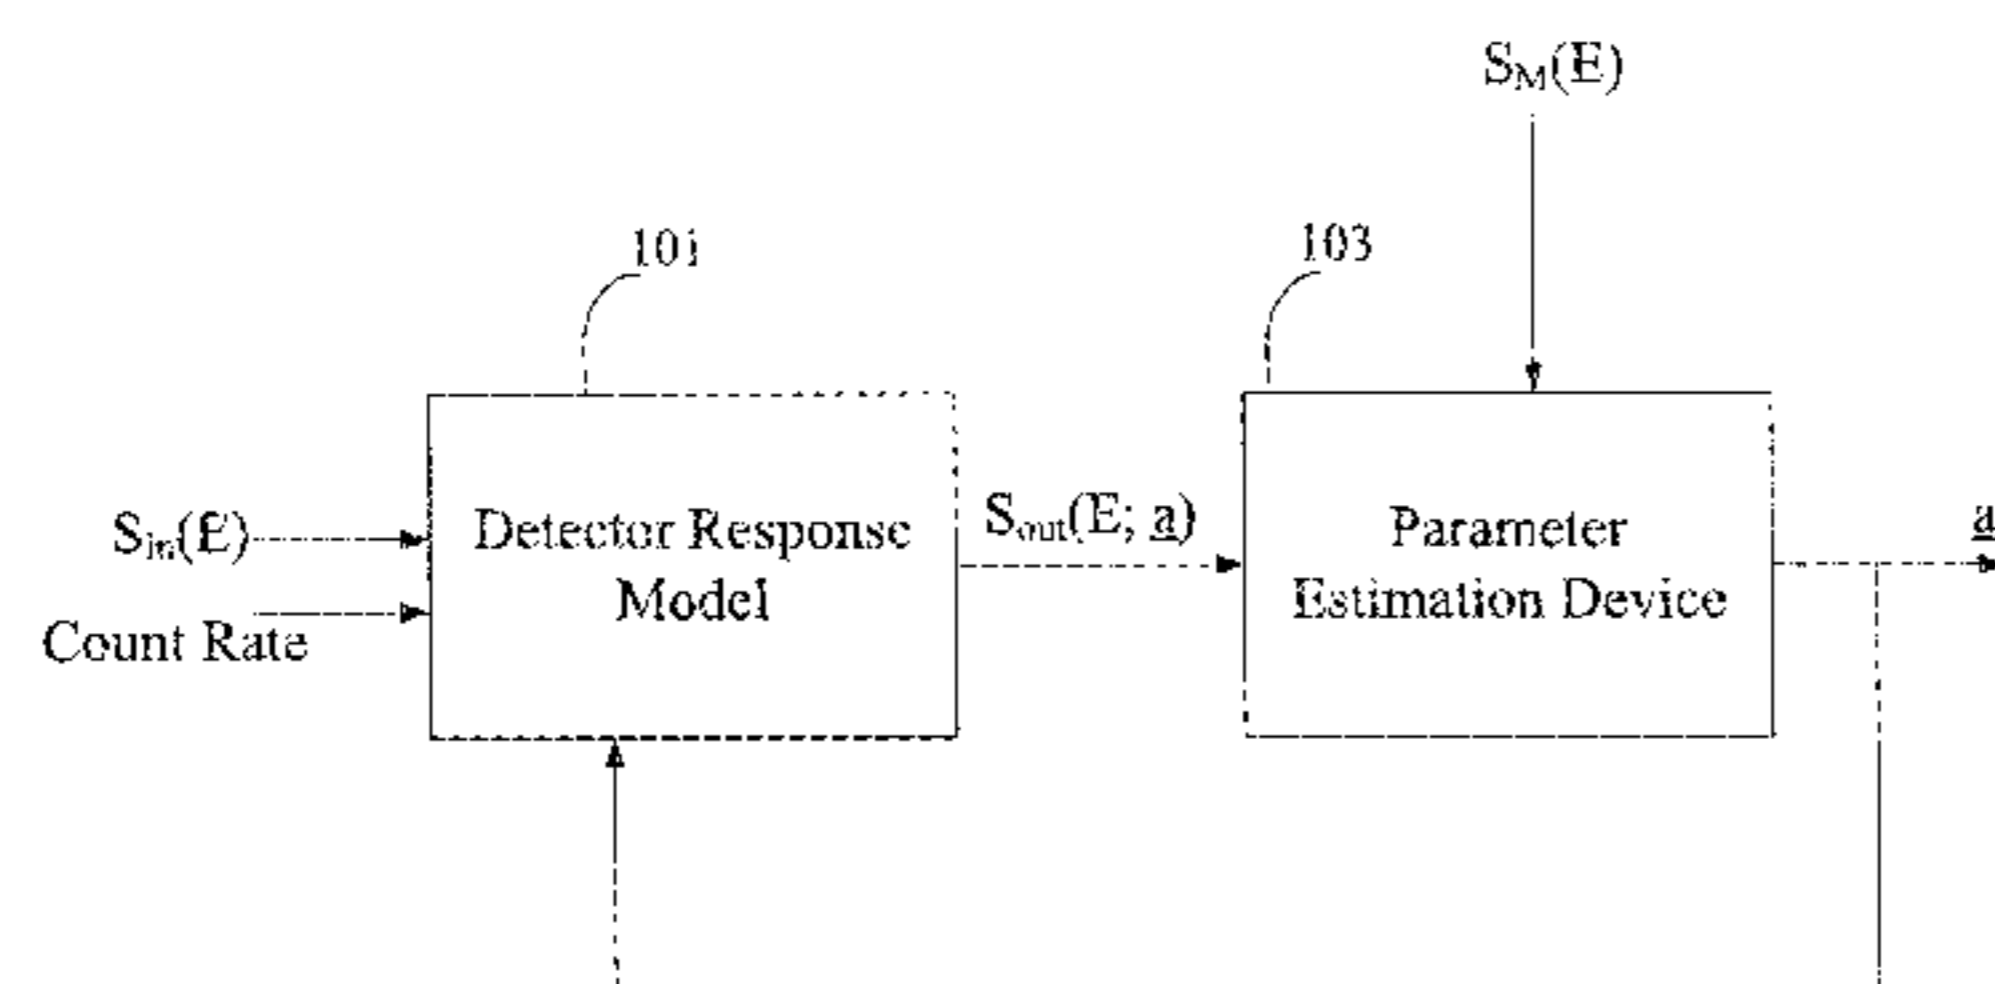 S_M(E)
101
103
S_in(E)
Count Rate
Detector Response
Model
S_out(E; a)
Parameter
Estimation Device
a